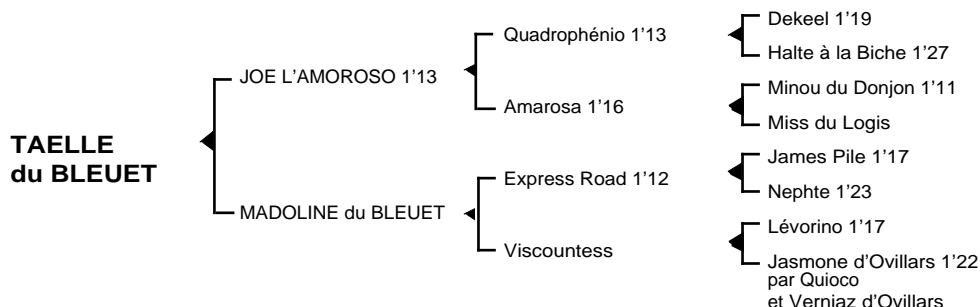 TAELLE
du BLEUET
JOE L'AMOROSO 1'13
MADOLINE du BLEUET
Quadrophénio 1'13
Amarosa 1'16
Express Road 1'12
Viscountess
Dekeel 1'19
Halte à la Biche 1'27
Minou du Donjon 1'11
Miss du Logis
James Pile 1'17
Nephte 1'23
Lévorino 1'17
Jasmone d'Ovillars 1'22
par Quioco
et Verniaz d'Ovillars